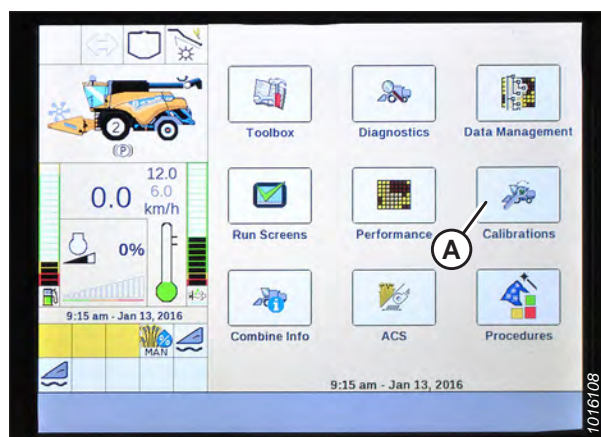 2
(P)
12.0
6.0
0.0
km/h
0%
9:15 am - Jan 13, 2016
MAN
Toolbox
Diagnostics
Data Management
Run Screens
Performance
Calibrations
A
Combine Info
ACS
Procedures
9:15 am - Jan 13, 2016
1016108